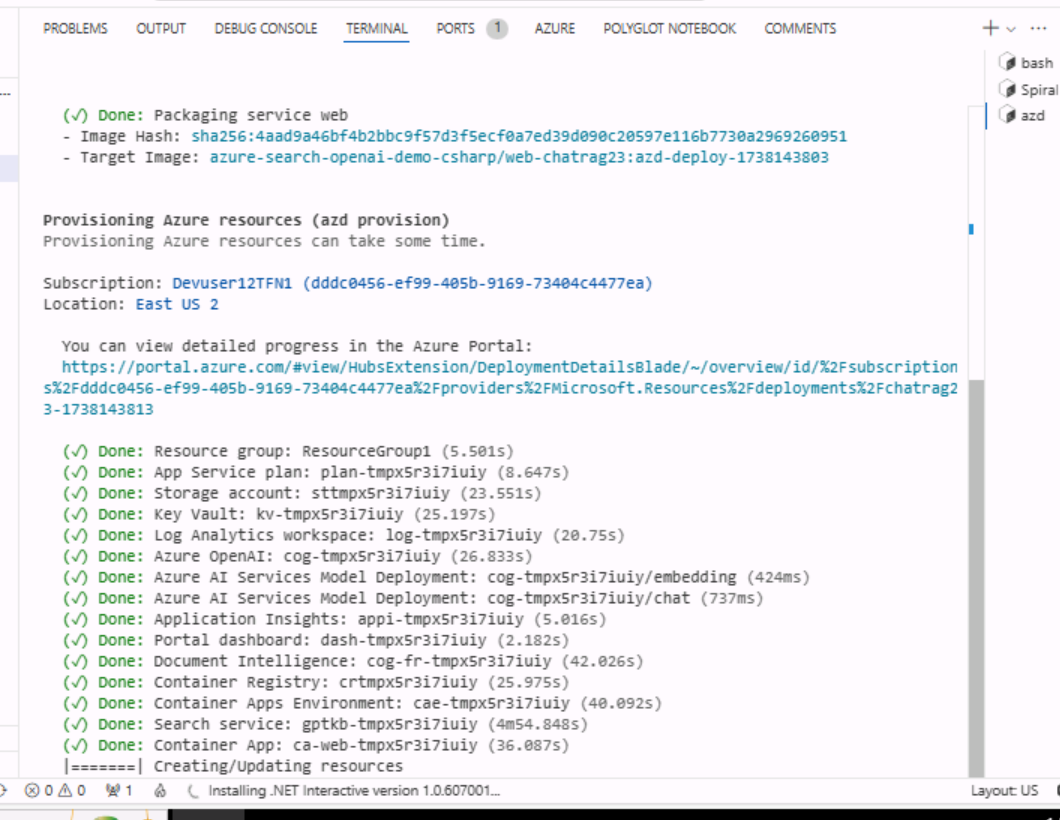 PROBLEMS OUTPUT DEBUG CONSOLE TERMINAL PORTS 1 AZURE POLYGLOT NOTEBOOK COMMENTS
bash
Spiral
azd
(✓) Done: Packaging service web
- Image Hash: sha256:4aad9a46bf4b2bbc9f57d3f5ecf0a7ed39d090c20597e116b7730a2969260951
- Target Image: azure-search-openai-demo-csharp/web-chatrag23:azd-deploy-1738143803
Provisioning Azure resources (azd provision)
Provisioning Azure resources can take some time.
Subscription: Devuser12TFN1 (dddc0456-ef99-405b-9169-73404c4477ea)
Location: East US 2
You can view detailed progress in the Azure Portal:
https://portal.azure.com/#view/HubsExtension/DeploymentDetailsBlade/~/overview/id/%2Fsubscription
s%2Fdddc0456-ef99-405b-9169-73404c4477ea%2Fproviders%2FMicrosoft.Resources%2Fdeployments%2Fchatrag2
3-1738143813
(✓) Done: Resource group: ResourceGroup1 (5.501s)
(✓) Done: App Service plan: plan-tmpx5r3i7iuiy (8.647s)
(✓) Done: Storage account: sttmpx5r3i7iuiy (23.551s)
(✓) Done: Key Vault: kv-tmpx5r3i7iuiy (25.197s)
(✓) Done: Log Analytics workspace: log-tmpx5r3i7iuiy (20.75s)
(✓) Done: Azure OpenAI: cog-tmpx5r3i7iuiy (26.833s)
(✓) Done: Azure AI Services Model Deployment: cog-tmpx5r3i7iuiy/embedding (424ms)
(✓) Done: Azure AI Services Model Deployment: cog-tmpx5r3i7iuiy/chat (737ms)
(✓) Done: Application Insights: appi-tmpx5r3i7iuiy (5.016s)
(✓) Done: Portal dashboard: dash-tmpx5r3i7iuiy (2.182s)
(✓) Done: Document Intelligence: cog-fr-tmpx5r3i7iuiy (42.026s)
(✓) Done: Container Registry: crtmpx5r3i7iuiy (25.975s)
(✓) Done: Container Apps Environment: cae-tmpx5r3i7iuiy (40.092s)
(✓) Done: Search service: gptkb-tmpx5r3i7iuiy (4m54.848s)
(✓) Done: Container App: ca-web-tmpx5r3i7iuiy (36.087s)
|=======| Creating/Updating resources
0 0 1 Installing .NET Interactive version 1.0.607001... Layout: US